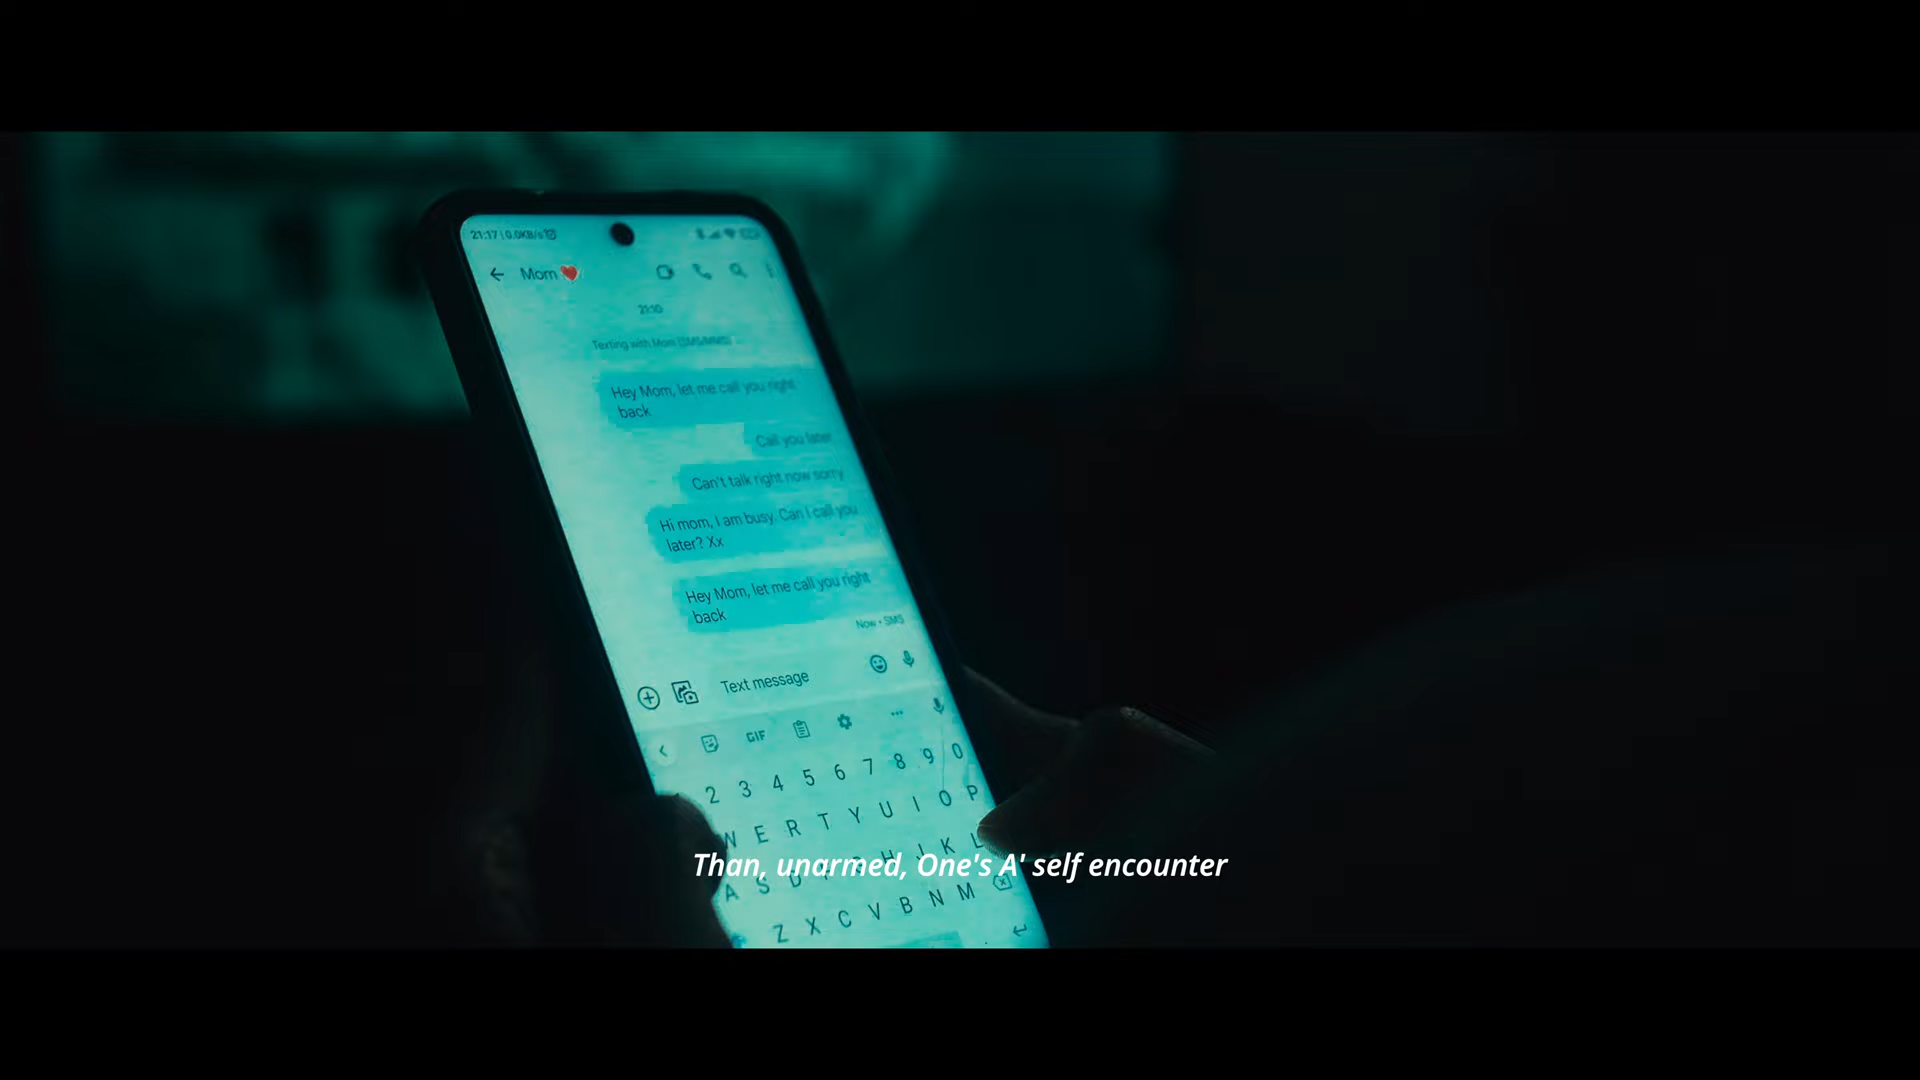 21:17 | 0.0KB/s
Mom ❤
21:10
Texting with Mom (SMS/MMS)
Hey Mom, let me call you right
back
Call you later
Can't talk right now sorry
Hi mom, I am busy. Can I call you
later? Xx
Hey Mom, let me call you right
back
Now • SMS
Text message
GIF
2 3 4 5 6 7 8 9 0
W E R T Y U I O P
A S D F G H J K L
Than, unarmed, One's A' self encounter
Z X C V B N M